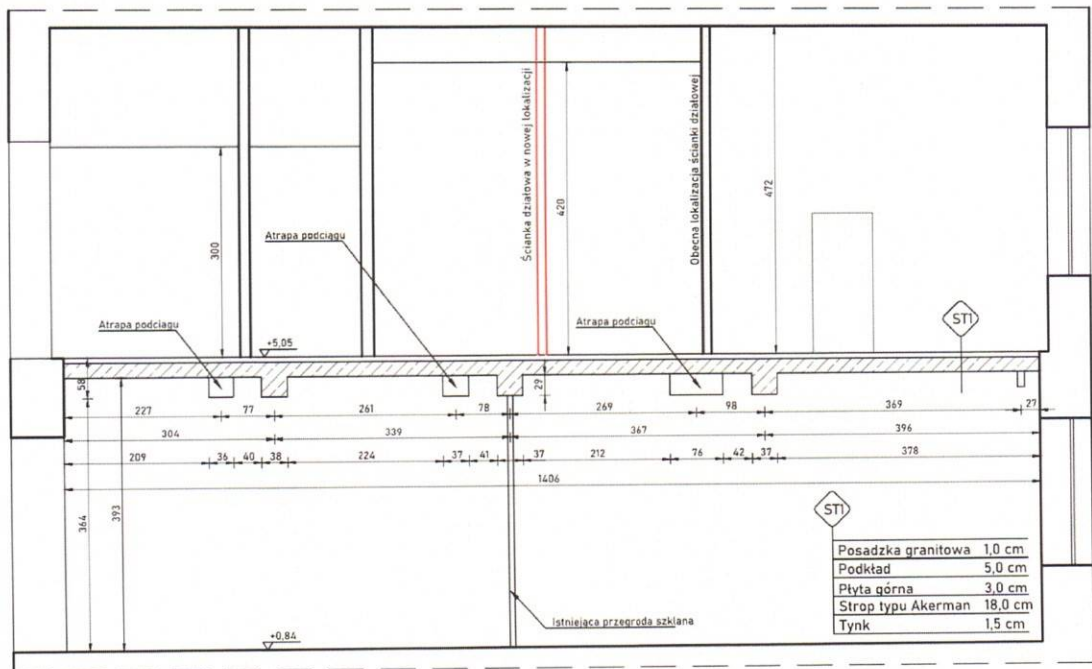 Ścianka działowa w nowej lokalizacji
Obecna lokalizacja ścianki działowej
472
420
300
Atrapa podciągu
Atrapa podciągu
Atrapa podciągu
+5,05
ST1
58
29
227
77
261
78
269
98
369
27
304
339
367
396
209
36
40
38
224
37
41
37
212
76
42
37
378
1406
364
393
ST1
Posadzka granitowa 1,0 cm
Podkład 5,0 cm
Płyta górna 3,0 cm
Strop typu Akerman 18,0 cm
Tynk 1,5 cm
Istniejąca przegroda szklana
+0,84